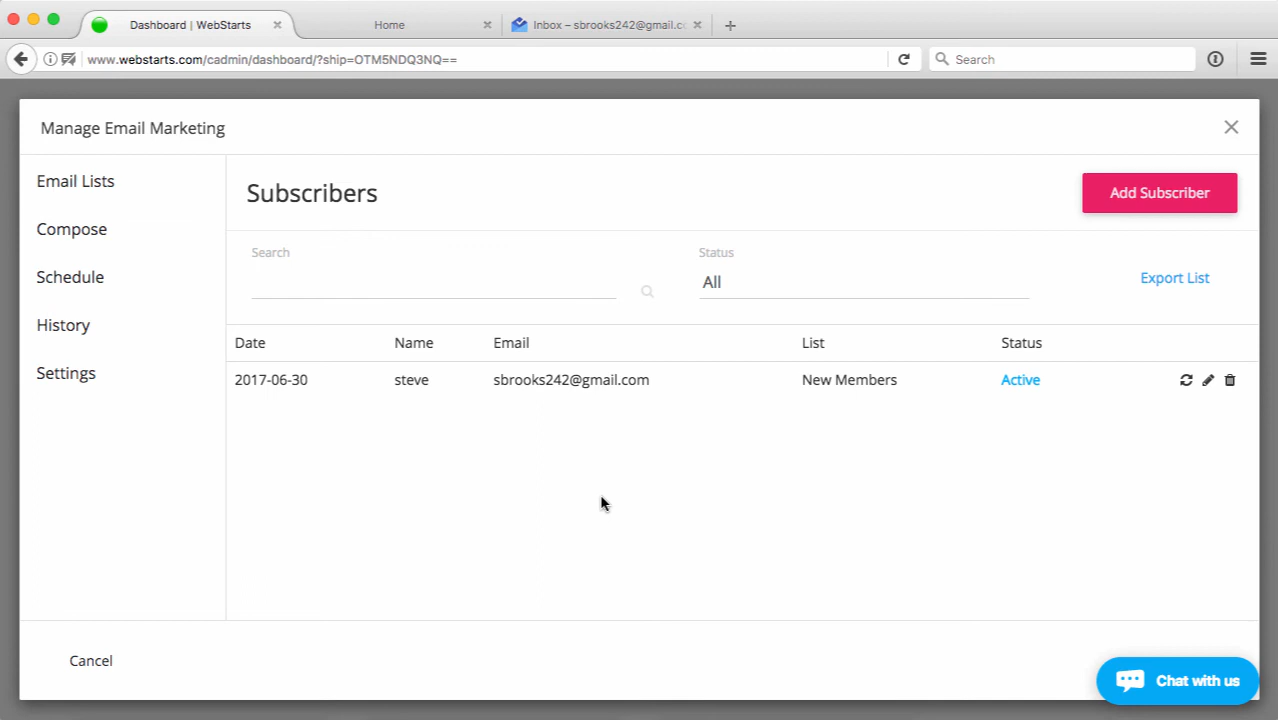 Dashboard | WebStarts
Home
Inbox – sbrooks242@gmail.c
www.webstarts.com/cadmin/dashboard/?ship=OTM5NDQ3NQ==
Search
Manage Email Marketing
Email Lists
Compose
Schedule
History
Settings
Subscribers
Add Subscriber
Search
Status
All
Export List
Date Name Email List Status
2017-06-30 steve sbrooks242@gmail.com New Members Active
Cancel
Chat with us